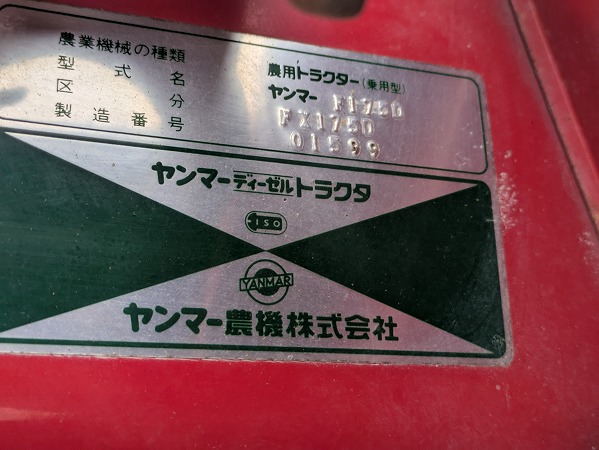 農業機械の種類 農用トラクター(乗用型)
型式名 ヤンマー F175D
区分 FX175D
製造番号 01599
ヤンマーディーゼルトラクタ
ISO
YANMAR
ヤンマー農機株式会社